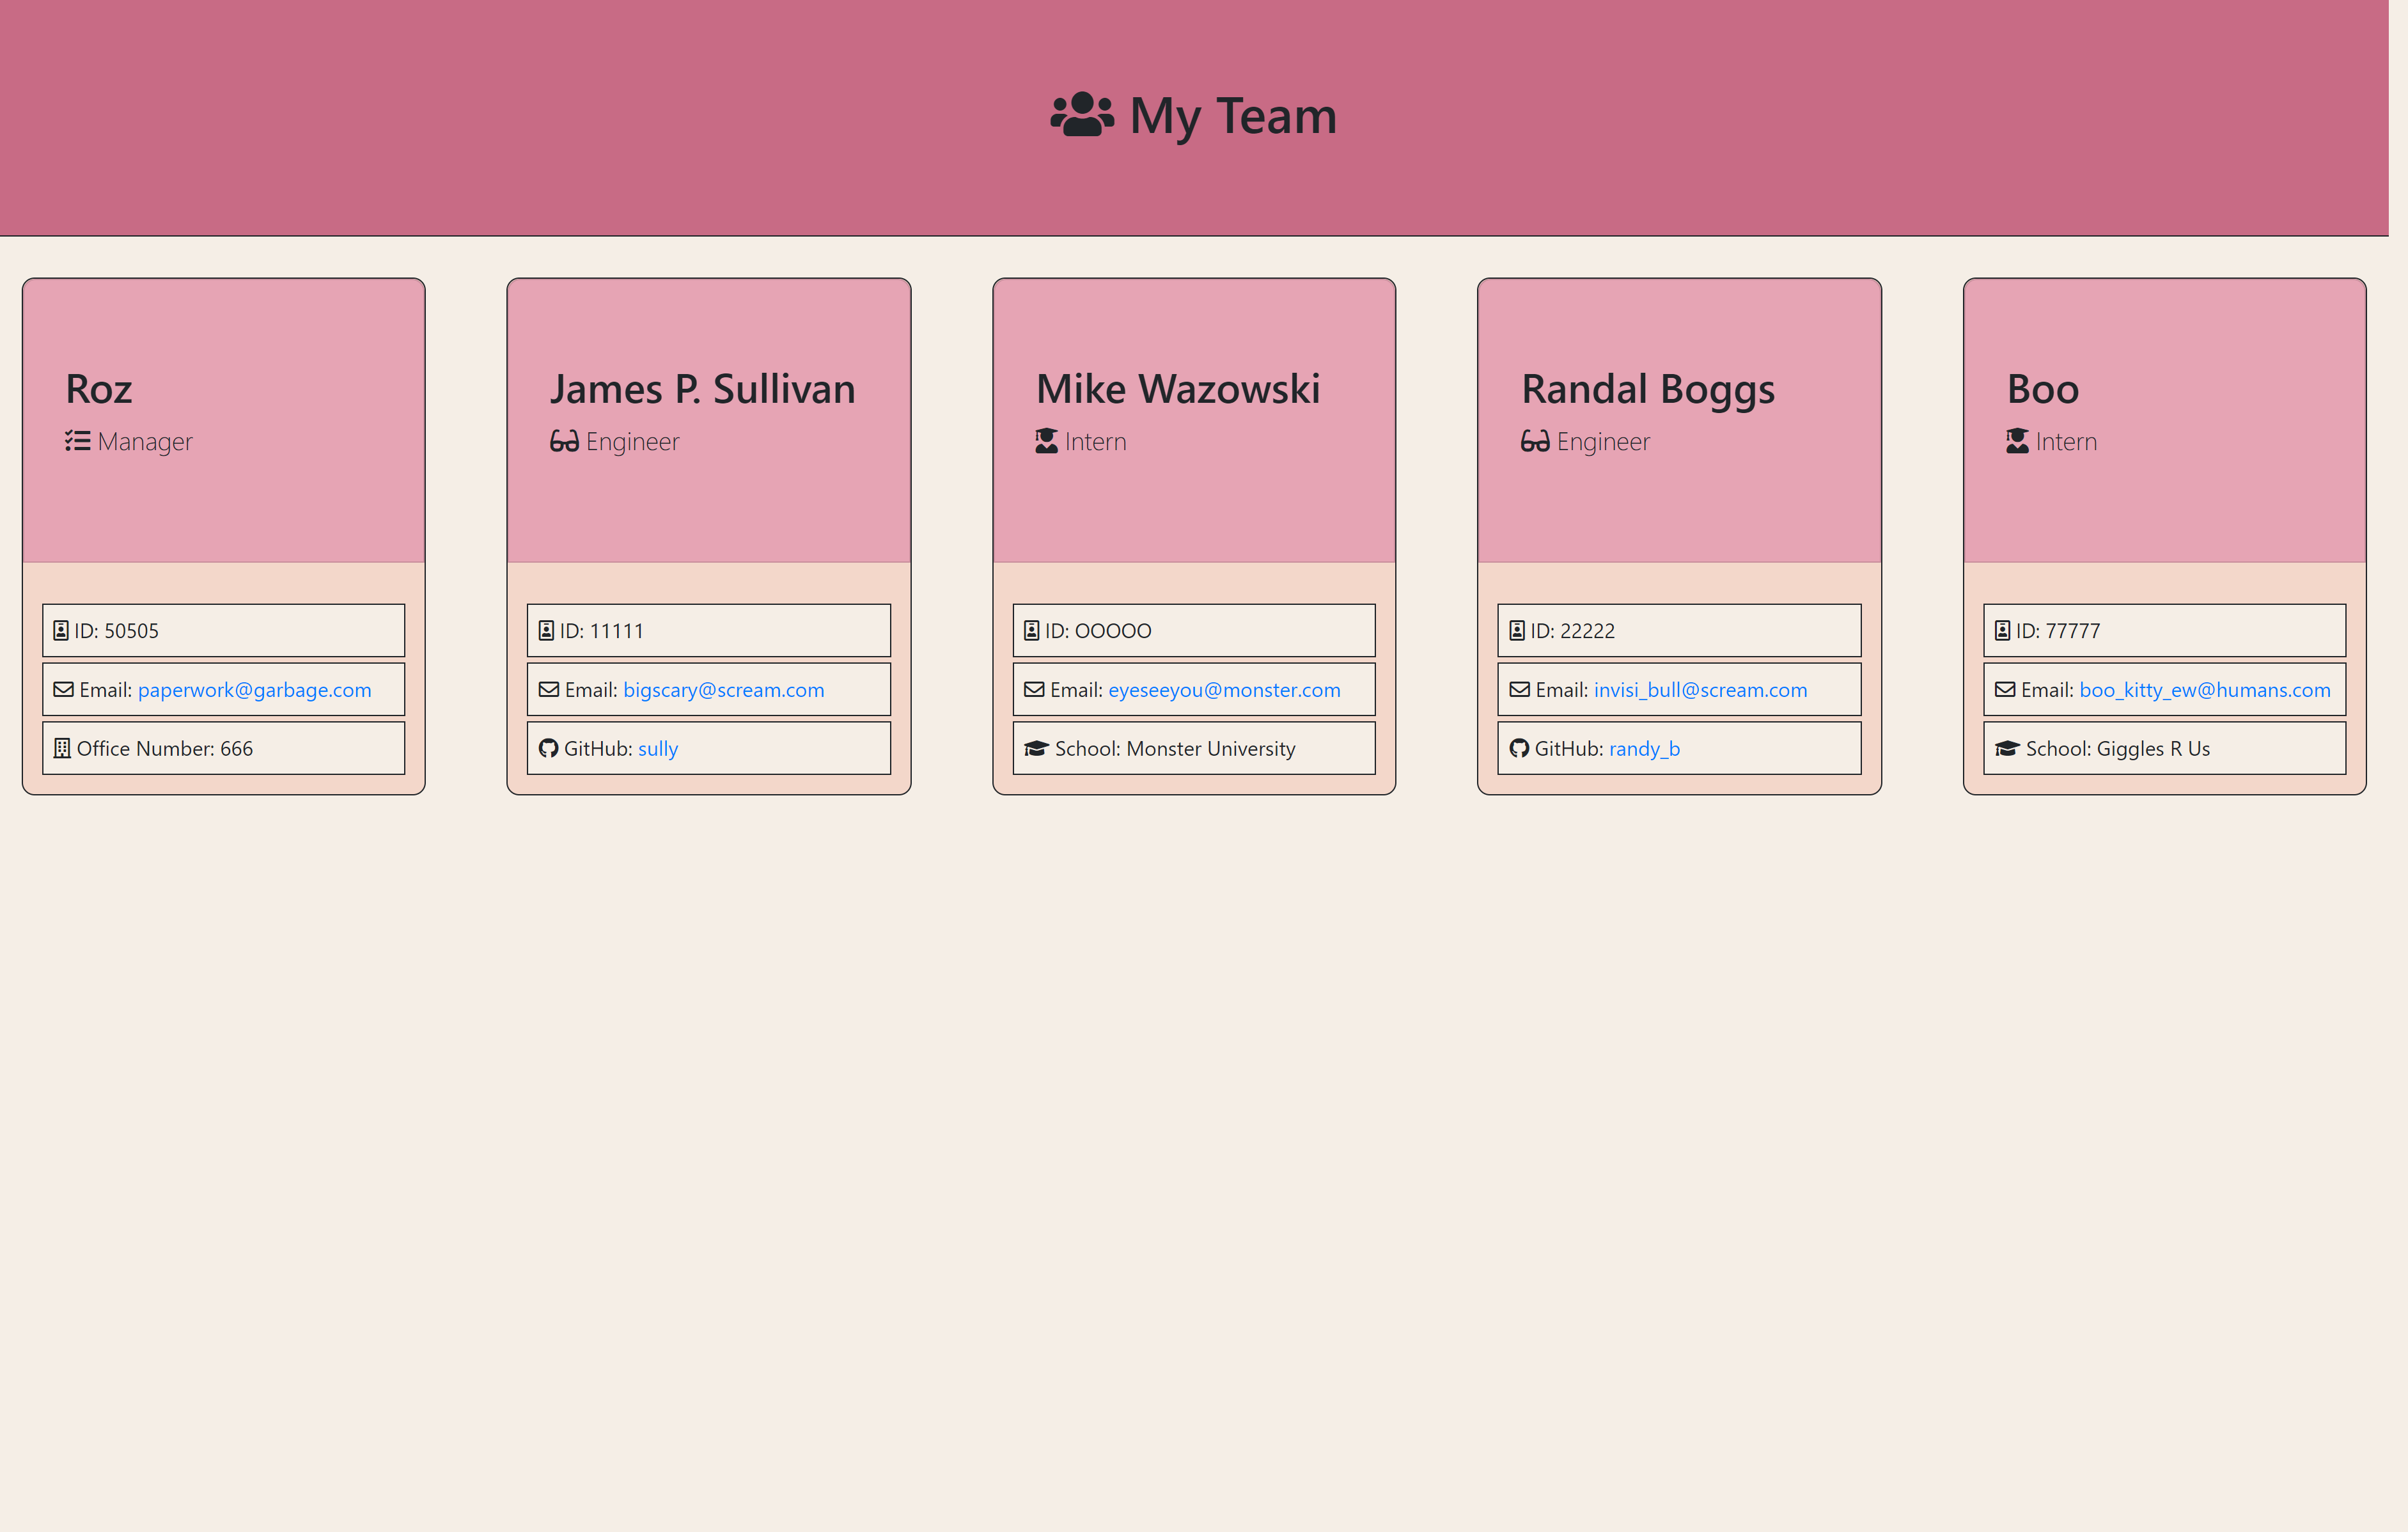 My Team
Roz
Manager
ID: 50505
Email: paperwork@garbage.com
Office Number: 666
James P. Sullivan
Engineer
ID: 11111
Email: bigscary@scream.com
GitHub: sully
Mike Wazowski
Intern
ID: OOOOO
Email: eyeseeyou@monster.com
School: Monster University
Randal Boggs
Engineer
ID: 22222
Email: invisi_bull@scream.com
GitHub: randy_b
Boo
Intern
ID: 77777
Email: boo_kitty_ew@humans.com
School: Giggles R Us